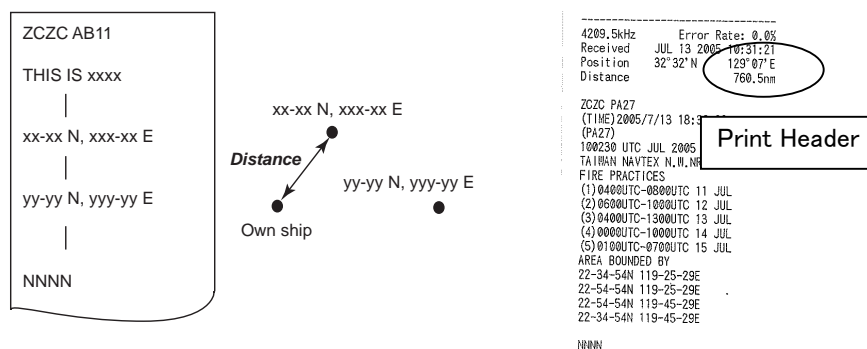 ZCZC AB11
THIS IS xxxx
xx-xx N, xxx-xx E
yy-yy N, yyy-yy E
NNNN
xx-xx N, xxx-xx E
Distance
yy-yy N, yyy-yy E
Own ship
4209.5kHz Error Rate: 0.0%
Received JUL 13 2005 10:31:21
Position 32°32'N 129°07'E
Distance 760.5nm
ZCZC PA27
(TIME)2005/7/13
(PA27)
100230 UTC JUL 2005
TAIWAN NAVTEX N.W.NR
Print Header
FIRE PRACTICES
(1)0400UTC-0800UTC 11 JUL
(2)0600UTC-1000UTC 12 JUL
(3)0400UTC-1300UTC 13 JUL
(4)0000UTC-1000UTC 14 JUL
(5)0100UTC-0700UTC 15 JUL
AREA BOUNDED BY
22-34-54N 119-25-29E
22-54-54N 119-25-29E
22-54-54N 119-45-29E
22-34-54N 119-45-29E
NNNN